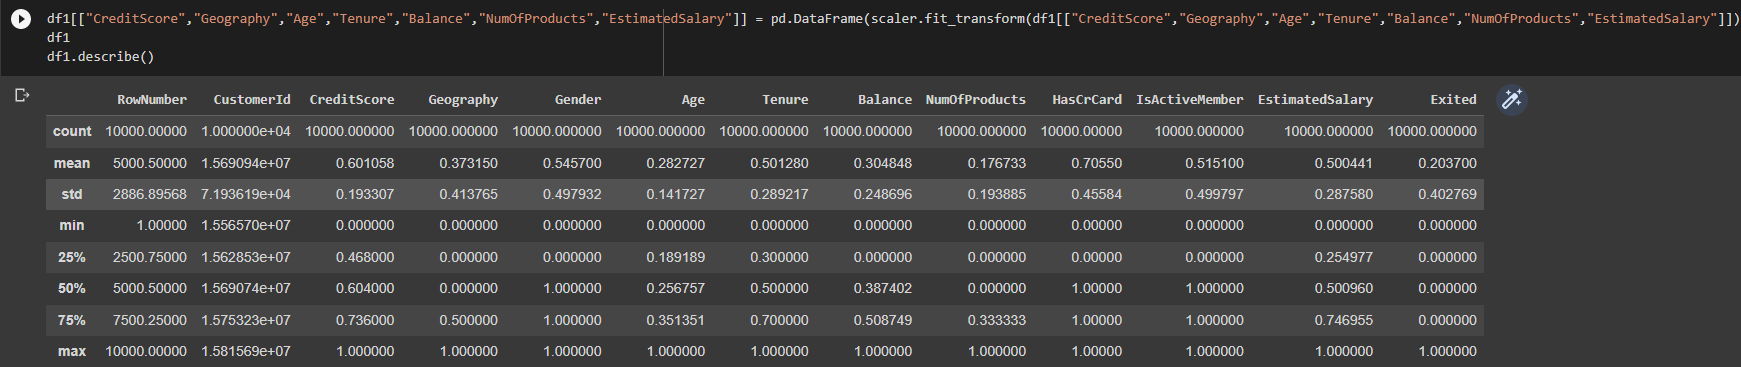 df1[["CreditScore","Geography","Age","Tenure","Balance","NumOfProducts","EstimatedSalary"]] = pd.DataFrame(scaler.fit_transform(df1[["CreditScore","Geography","Age","Tenure","Balance","NumOfProducts","EstimatedSalary"]])
df1
df1.describe()
RowNumber CustomerId CreditScore Geography Gender Age Tenure Balance NumOfProducts HasCrCard IsActiveMember EstimatedSalary Exited
count 10000.00000 1.000000e+04 10000.000000 10000.000000 10000.000000 10000.000000 10000.000000 10000.000000 10000.000000 10000.00000 10000.000000 10000.000000 10000.000000
mean 5000.50000 1.569094e+07 0.601058 0.373150 0.545700 0.282727 0.501280 0.304848 0.176733 0.70550 0.515100 0.500441 0.203700
std 2886.89568 7.193619e+04 0.193307 0.413765 0.497932 0.141727 0.289217 0.248696 0.193885 0.45584 0.499797 0.287580 0.402769
min 1.00000 1.556570e+07 0.000000 0.000000 0.000000 0.000000 0.000000 0.000000 0.000000 0.00000 0.000000 0.000000 0.000000
25% 2500.75000 1.562853e+07 0.468000 0.000000 0.000000 0.189189 0.300000 0.000000 0.000000 0.00000 0.000000 0.254977 0.000000
50% 5000.50000 1.569074e+07 0.604000 0.000000 1.000000 0.256757 0.500000 0.387402 0.000000 1.00000 1.000000 0.500960 0.000000
75% 7500.25000 1.575323e+07 0.736000 0.500000 1.000000 0.351351 0.700000 0.508749 0.333333 1.00000 1.000000 0.746955 0.000000
max 10000.00000 1.581569e+07 1.000000 1.000000 1.000000 1.000000 1.000000 1.000000 1.000000 1.00000 1.000000 1.000000 1.000000